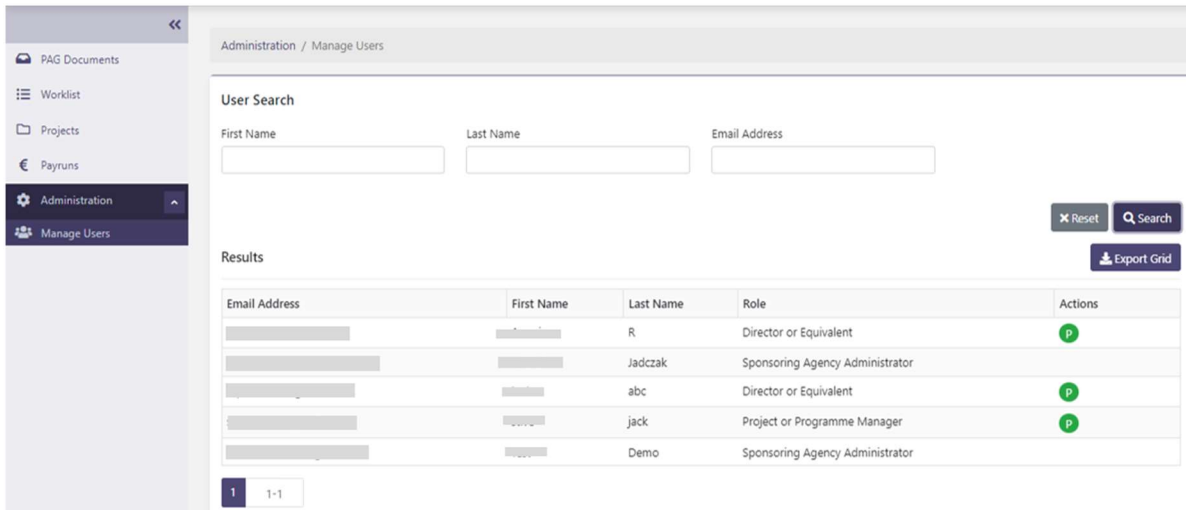 Administration / Manage Users
PAG Documents
Worklist
Projects
€ Payruns
Administration
Manage Users
User Search
First Name Last Name Email Address
Reset Search
Results Export Grid
Email Address First Name Last Name Role Actions
R Director or Equivalent P
Jadczak Sponsoring Agency Administrator
abc Director or Equivalent P
jack Project or Programme Manager P
Demo Sponsoring Agency Administrator
1 1-1